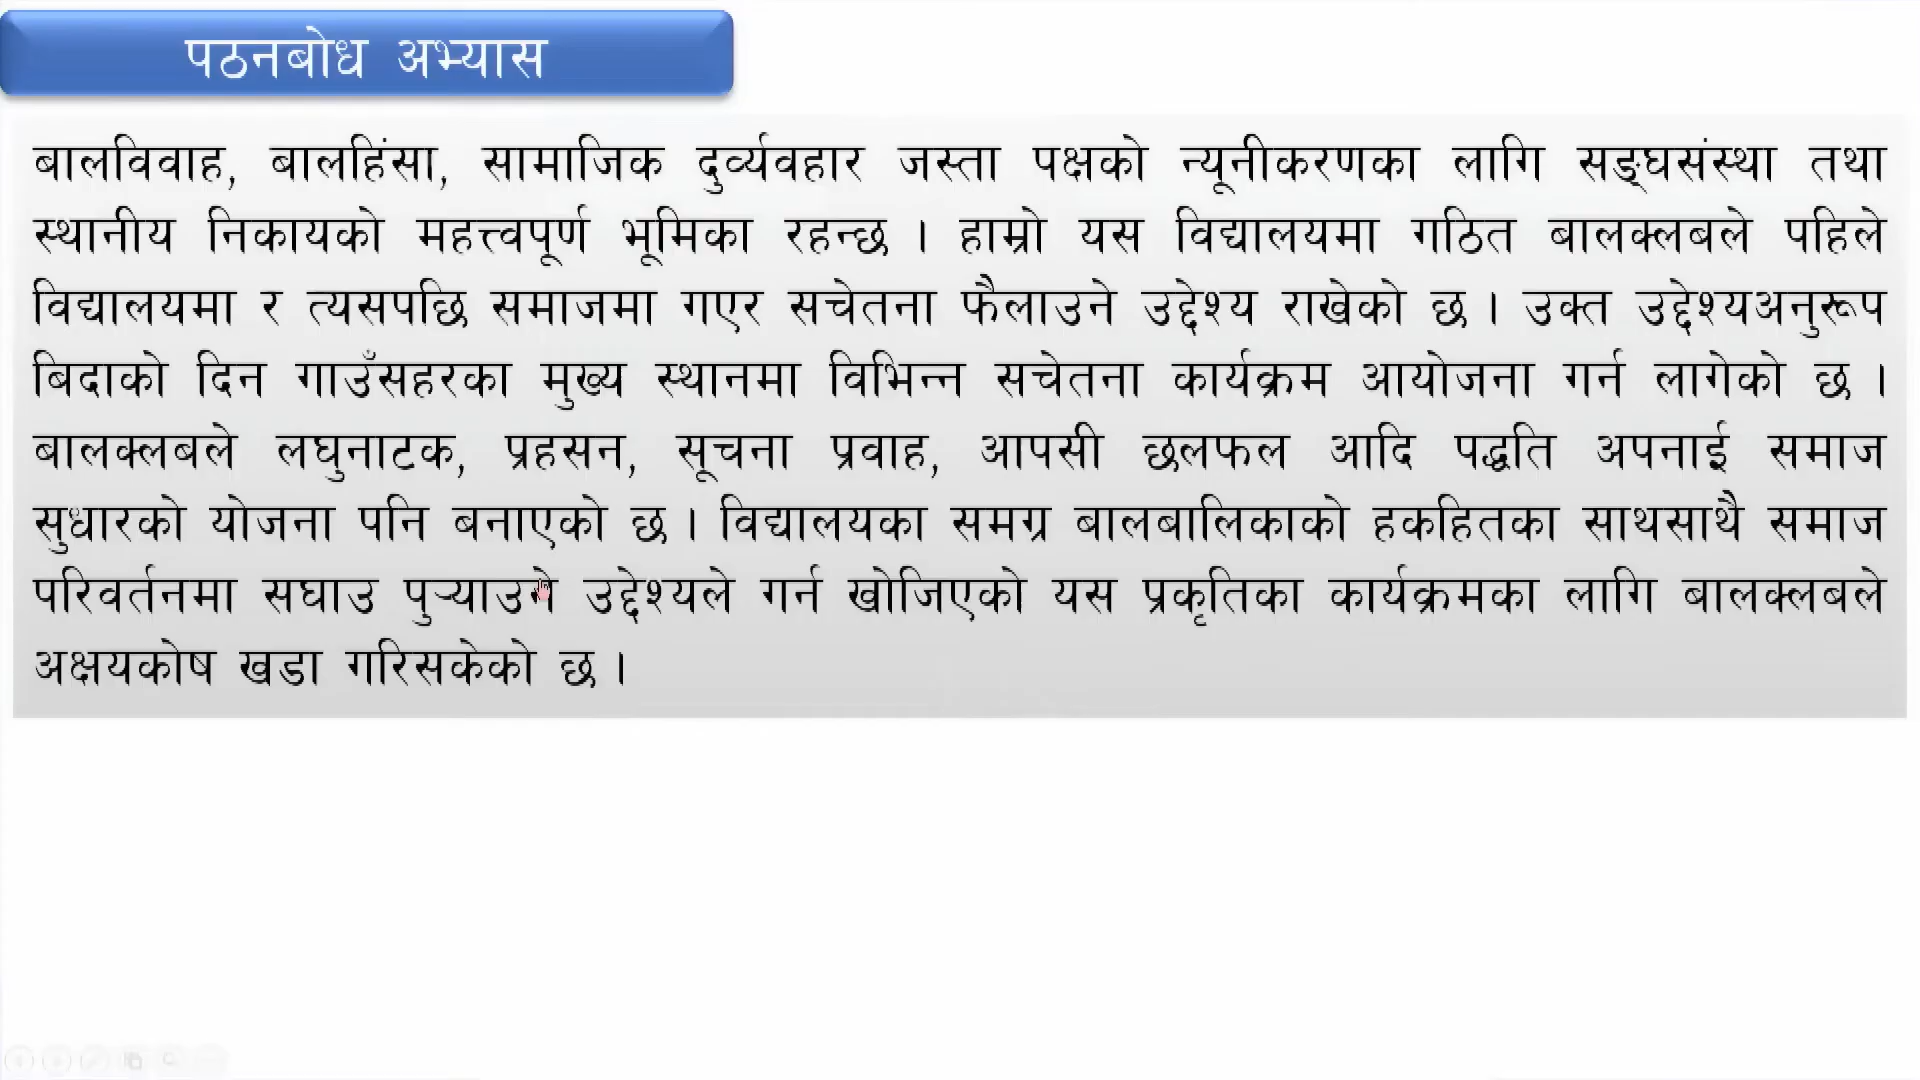 पठनबोध अभ्यास
बालविवाह, बालहिंसा, सामाजिक दुर्व्यवहार जस्ता पक्षको न्यूनीकरणका लागि सङ्घसंस्था तथा
स्थानीय निकायको महत्त्वपूर्ण भूमिका रहन्छ । हाम्रो यस विद्यालयमा गठित बालक्लबले पहिले
विद्यालयमा र त्यसपछि समाजमा गएर सचेतना फैलाउने उद्देश्य राखेको छ । उक्त उद्देश्यअनुरूप
बिदाको दिन गाउँसहरका मुख्य स्थानमा विभिन्न सचेतना कार्यक्रम आयोजना गर्न लागेको छ ।
बालक्लबले लघुनाटक, प्रहसन, सूचना प्रवाह, आपसी छलफल आदि पद्धति अपनाई समाज
सुधारको योजना पनि बनाएको छ । विद्यालयका समग्र बालबालिकाको हकहितका साथसाथै समाज
परिवर्तनमा सघाउ पुऱ्याउने उद्देश्यले गर्न खोजिएको यस प्रकृतिका कार्यक्रमका लागि बालक्लबले
अक्षयकोष खडा गरिसकेको छ ।